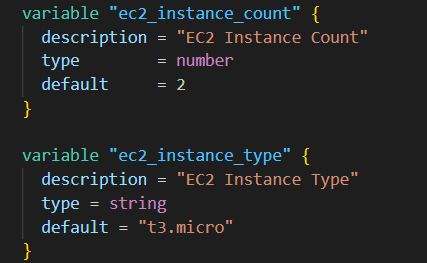 variable "ec2_instance_count" {
  description = "EC2 Instance Count"
  type        = number
  default     = 2
}

variable "ec2_instance_type" {
  description = "EC2 Instance Type"
  type = string
  default = "t3.micro"
}